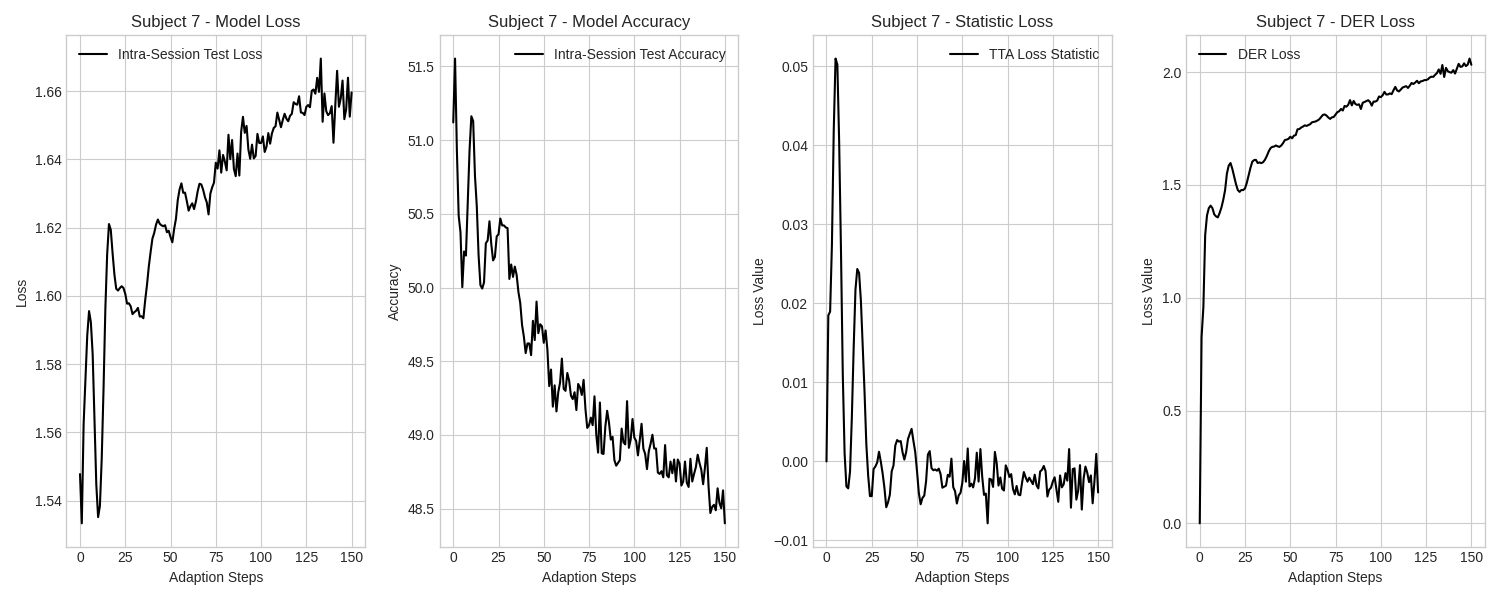 Subject 7 - Model Loss
Intra-Session Test Loss
1.66
1.64
1.62
1.60
1.58
1.56
1.54
Loss
0 25 50 75 100 125 150
Adaption Steps
Subject 7 - Model Accuracy
Intra-Session Test Accuracy
51.5
51.0
50.5
50.0
49.5
49.0
48.5
Accuracy
0 25 50 75 100 125 150
Adaption Steps
Subject 7 - Statistic Loss
TTA Loss Statistic
0.05
0.04
0.03
0.02
0.01
0.00
−0.01
Loss Value
0 25 50 75 100 125 150
Adaption Steps
Subject 7 - DER Loss
DER Loss
2.0
1.5
1.0
0.5
0.0
Loss Value
0 25 50 75 100 125 150
Adaption Steps